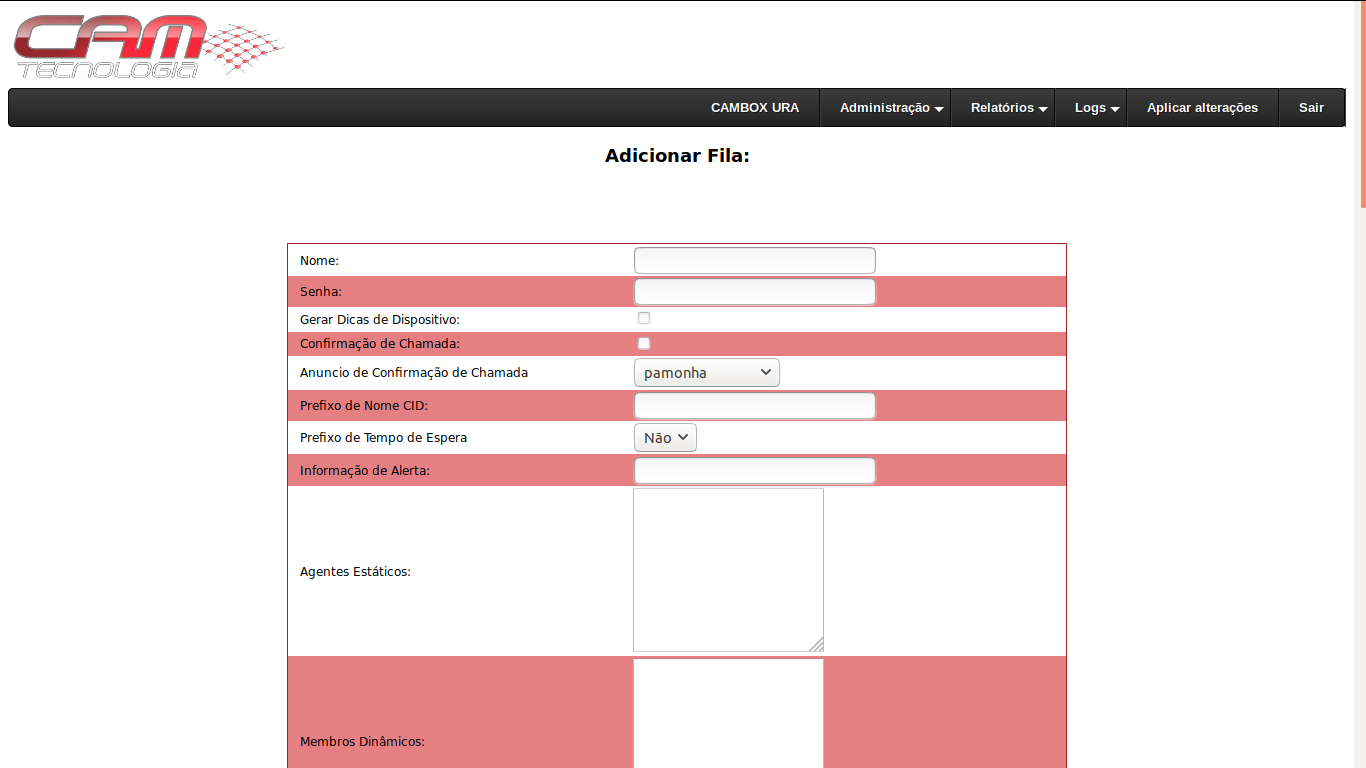 CAM
TECNOLOGIA
CAMBOX URA Administração Relatórios Logs Aplicar alterações Sair
Adicionar Fila:
Nome:
Senha:
Gerar Dicas de Dispositivo:
Confirmação de Chamada:
Anuncio de Confirmação de Chamada pamonha
Prefixo de Nome CID:
Prefixo de Tempo de Espera Não
Informação de Alerta:
Agentes Estáticos:
Membros Dinâmicos: